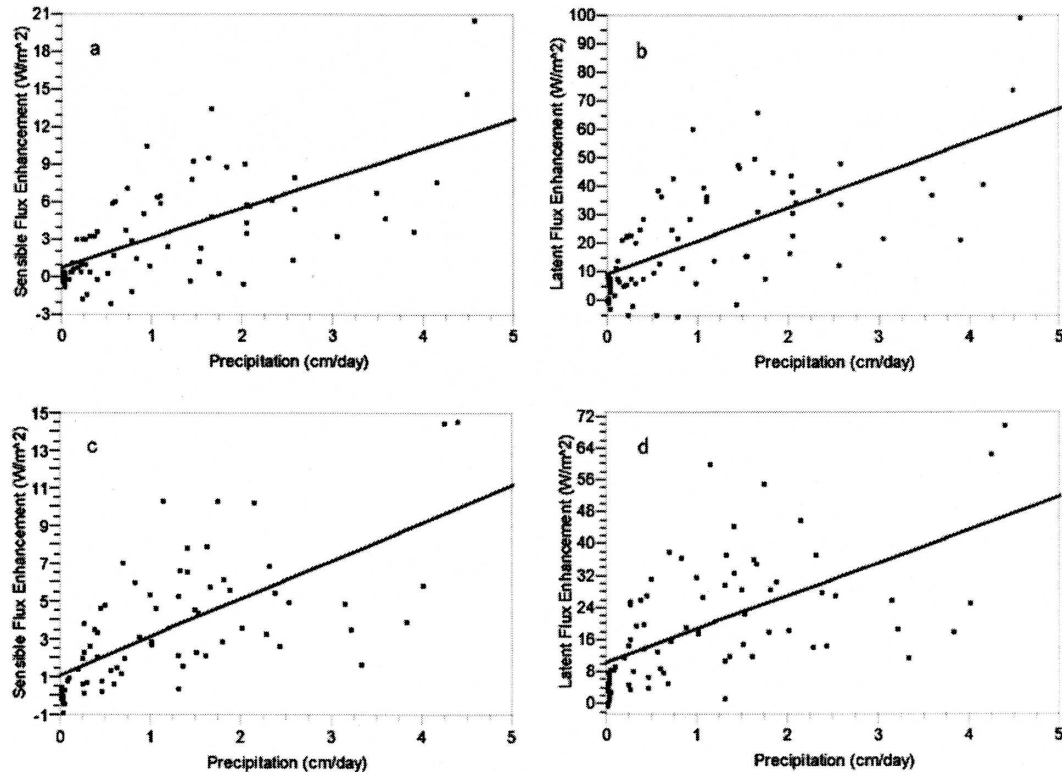 Sensible Flux Enhancement (W/m^2)
21
18
15
12
9
6
3
0
-3
a
0 1 2 3 4 5
Precipitation (cm/day)
Latent Flux Enhancement (W/m^2)
100
90
80
70
60
50
40
30
20
10
0
b
0 1 2 3 4 5
Precipitation (cm/day)
Sensible Flux Enhancement (W/m^2)
15
13
11
9
7
5
3
1
-1
c
0 1 2 3 4 5
Precipitation (cm/day)
Latent Flux Enhancement (W/m^2)
72
64
56
48
40
32
24
16
8
0
d
0 1 2 3 4 5
Precipitation (cm/day)